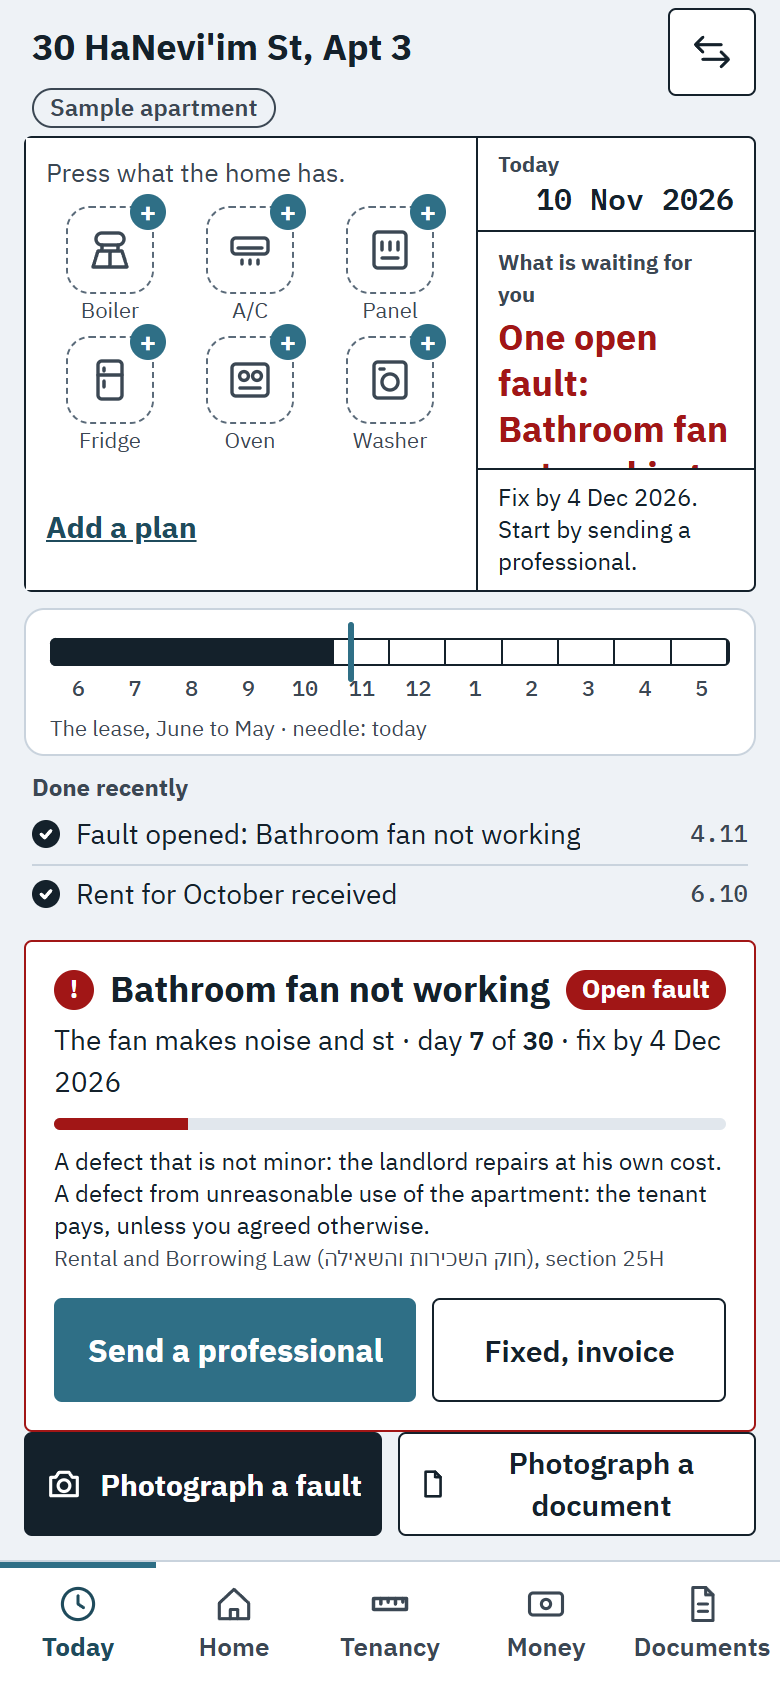 30 HaNevi'im St, Apt 3
Sample apartment
Press what the home has.
Boiler
A/C
Panel
Fridge
Oven
Washer
Add a plan
Today
10 Nov 2026
What is waiting for
you
One open
fault:
Bathroom fan
Fix by 4 Dec 2026.
Start by sending a
professional.
6 7 8 9 10 11 12 1 2 3 4 5
The lease, June to May · needle: today
Done recently
Fault opened: Bathroom fan not working 4.11
Rent for October received 6.10
! Bathroom fan not working Open fault
The fan makes noise and st · day 7 of 30 · fix by 4 Dec
2026
A defect that is not minor: the landlord repairs at his own cost.
A defect from unreasonable use of the apartment: the tenant
pays, unless you agreed otherwise.
Rental and Borrowing Law (חוק השכירות והשאילה), section 25H
Send a professional
Fixed, invoice
Photograph a fault
Photograph a
document
Today
Home
Tenancy
Money
Documents